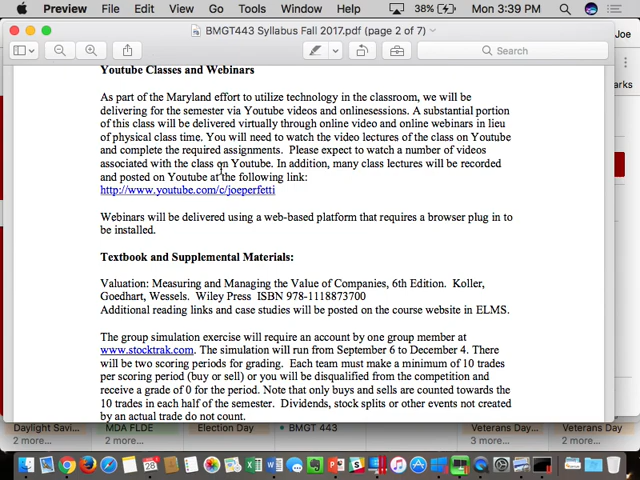 Preview File Edit View Go Tools Window Help 38% Mon 3:39 PM
BMGT443 Syllabus Fall 2017.pdf (page 2 of 7)
Joe
Search
Youtube Classes and Webinars
As part of the Maryland effort to utilize technology in the classroom, we will be
delivering for the semester via Youtube videos and onlinesessions. A substantial portion
of this class will be delivered virtually through online video and online webinars in lieu
of physical class time. You will need to watch the video lectures of the class on Youtube
and complete the required assignments. Please expect to watch a number of videos
associated with the class on Youtube. In addition, many class lectures will be recorded
and posted on Youtube at the following link:
http://www.youtube.com/c/joeperfetti
Webinars will be delivered using a web-based platform that requires a browser plug in to
be installed.
Textbook and Supplemental Materials:
Valuation: Measuring and Managing the Value of Companies, 6th Edition. Koller,
Goedhart, Wessels. Wiley Press ISBN 978-1118873700
Additional reading links and case studies will be posted on the course website in ELMS.
The group simulation exercise will require an account by one group member at
www.stocktrak.com. The simulation will run from September 6 to December 4. There
will be two scoring periods for grading. Each team must make a minimum of 10 trades
per scoring period (buy or sell) or you will be disqualified from the competition and
receive a grade of 0 for the period. Note that only buys and sells are counted towards the
10 trades in each half of the semester. Dividends, stock splits or other events not created
by an actual trade do not count.
Daylight Savi... MDA FLDE Election Day • BMGT 443 Veterans Day Veterans Day
2 more... 3 more... 2 more...
28